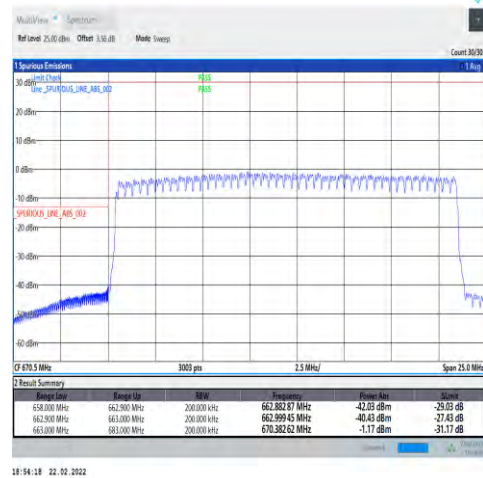 MultiView Spectrum
Ref Level 25.00 dBm Offset 3.56 dB Mode Sweep
Count 30/30
1 Spurious Emissions
Limit Check PASS
Line _SPURIOUS_LINE_ABS_002 PASS
30 dBm
20 dBm
10 dBm
0 dBm
-10 dBm
_SPURIOUS_LINE_ABS_002
-20 dBm
-30 dBm
-40 dBm
-50 dBm
-60 dBm
CF 670.5 MHz 3003 pts 2.5 MHz/ Span 25.0 MHz
2 Result Summary
Range Low Range Up RBW Frequency Power Abs ΔLimit
658.000 MHz 662.900 MHz 200.000 kHz 662.882 87 MHz -42.03 dBm -29.03 dB
662.900 MHz 663.000 MHz 200.000 kHz 662.999 45 MHz -40.43 dBm -27.43 dB
663.000 MHz 683.000 MHz 200.000 kHz 670.382 62 MHz -1.17 dBm -31.17 dB
18:54:18 22.02.2022